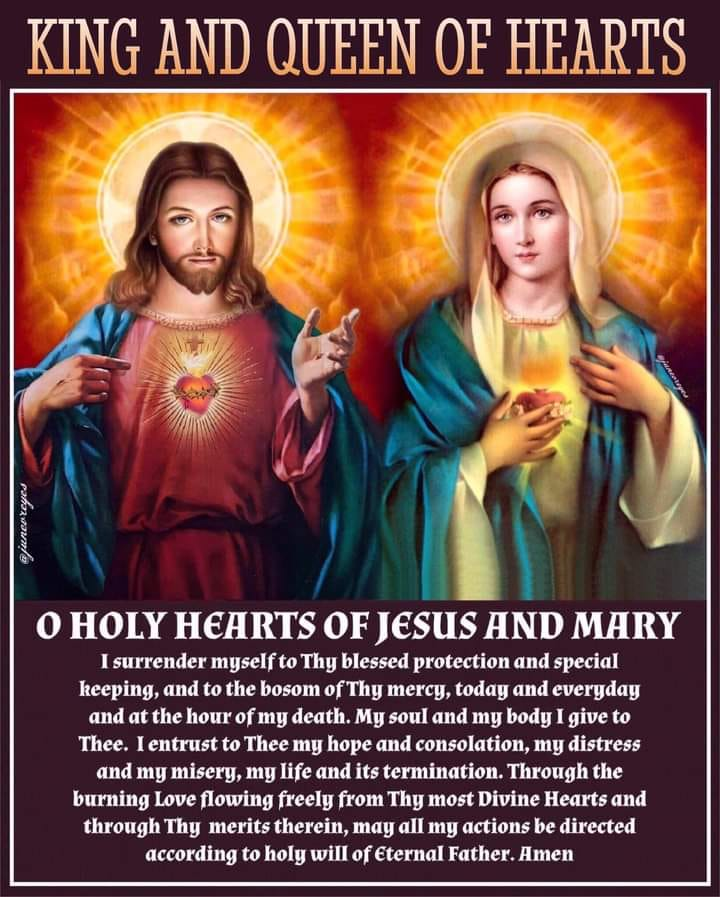 KING AND QUEEN OF HEARTS
@junevreyes
@junevreyes
O HOLY HEARTS OF JESUS AND MARY
I surrender myself to Thy blessed protection and special
keeping, and to the bosom of Thy mercy, today and everyday
and at the hour of my death. My soul and my body I give to
Thee. I entrust to Thee my hope and consolation, my distress
and my misery, my life and its termination. Through the
burning Love flowing freely from Thy most Divine Hearts and
through Thy merits therein, may all my actions be directed
according to holy will of Eternal Father. Amen